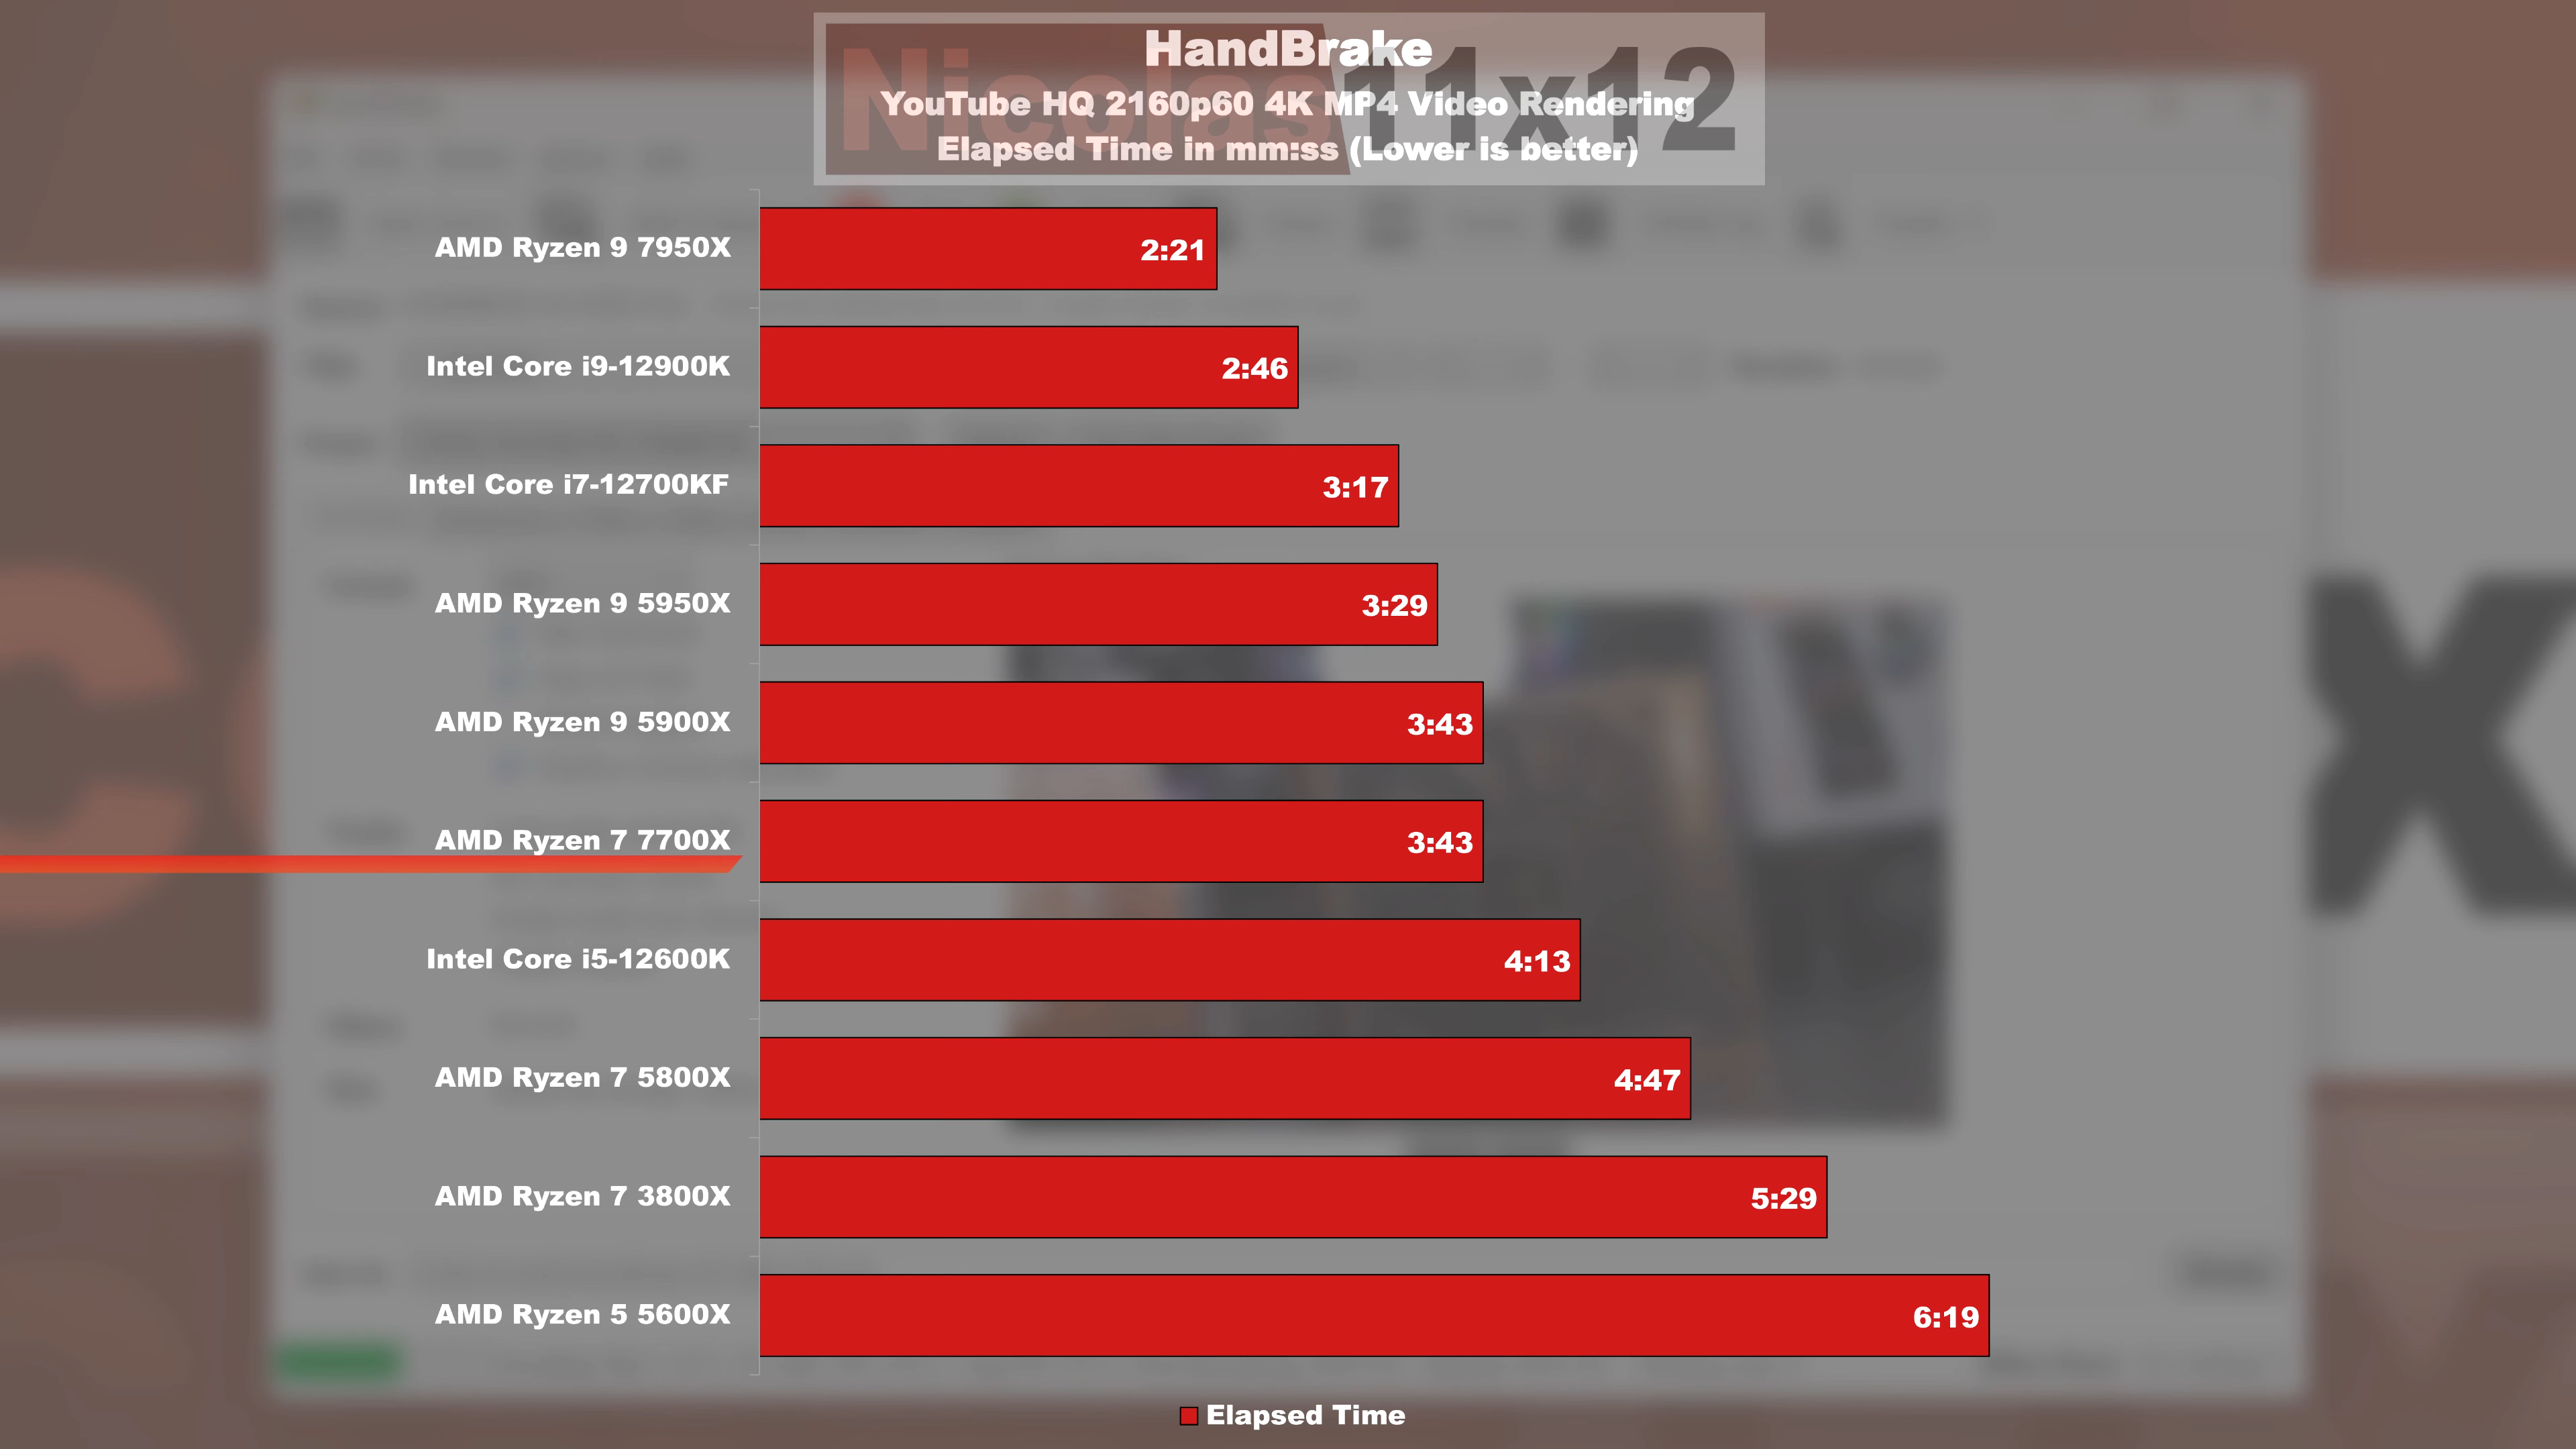 Nicolas11x12
HandBrake
YouTube HQ 2160p60 4K MP4 Video Rendering
Elapsed Time in mm:ss (Lower is better)
AMD Ryzen 9 7950X 2:21
Intel Core i9-12900K 2:46
Intel Core i7-12700KF 3:17
AMD Ryzen 9 5950X 3:29
AMD Ryzen 9 5900X 3:43
AMD Ryzen 7 7700X 3:43
Intel Core i5-12600K 4:13
AMD Ryzen 7 5800X 4:47
AMD Ryzen 7 3800X 5:29
AMD Ryzen 5 5600X 6:19
Elapsed Time